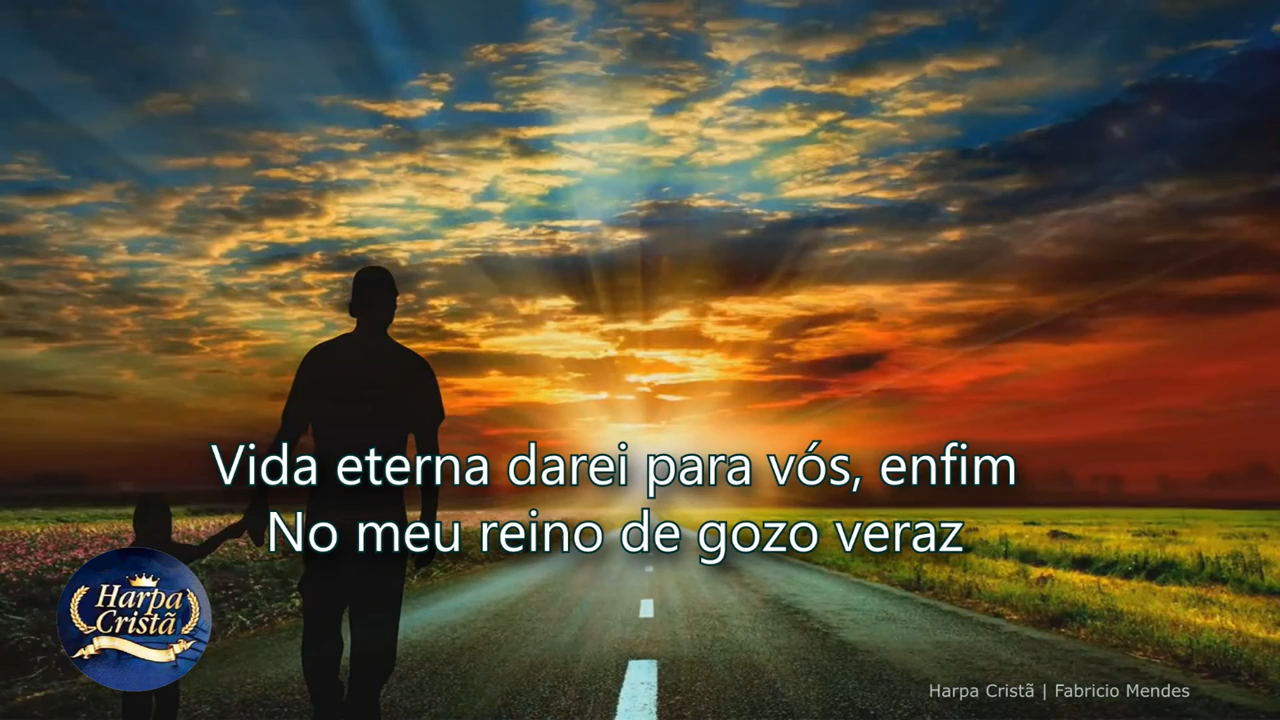 Vida eterna darei para vós, enfim
No meu reino de gozo veraz
Harpa
Cristã
Harpa Cristã | Fabricio Mendes